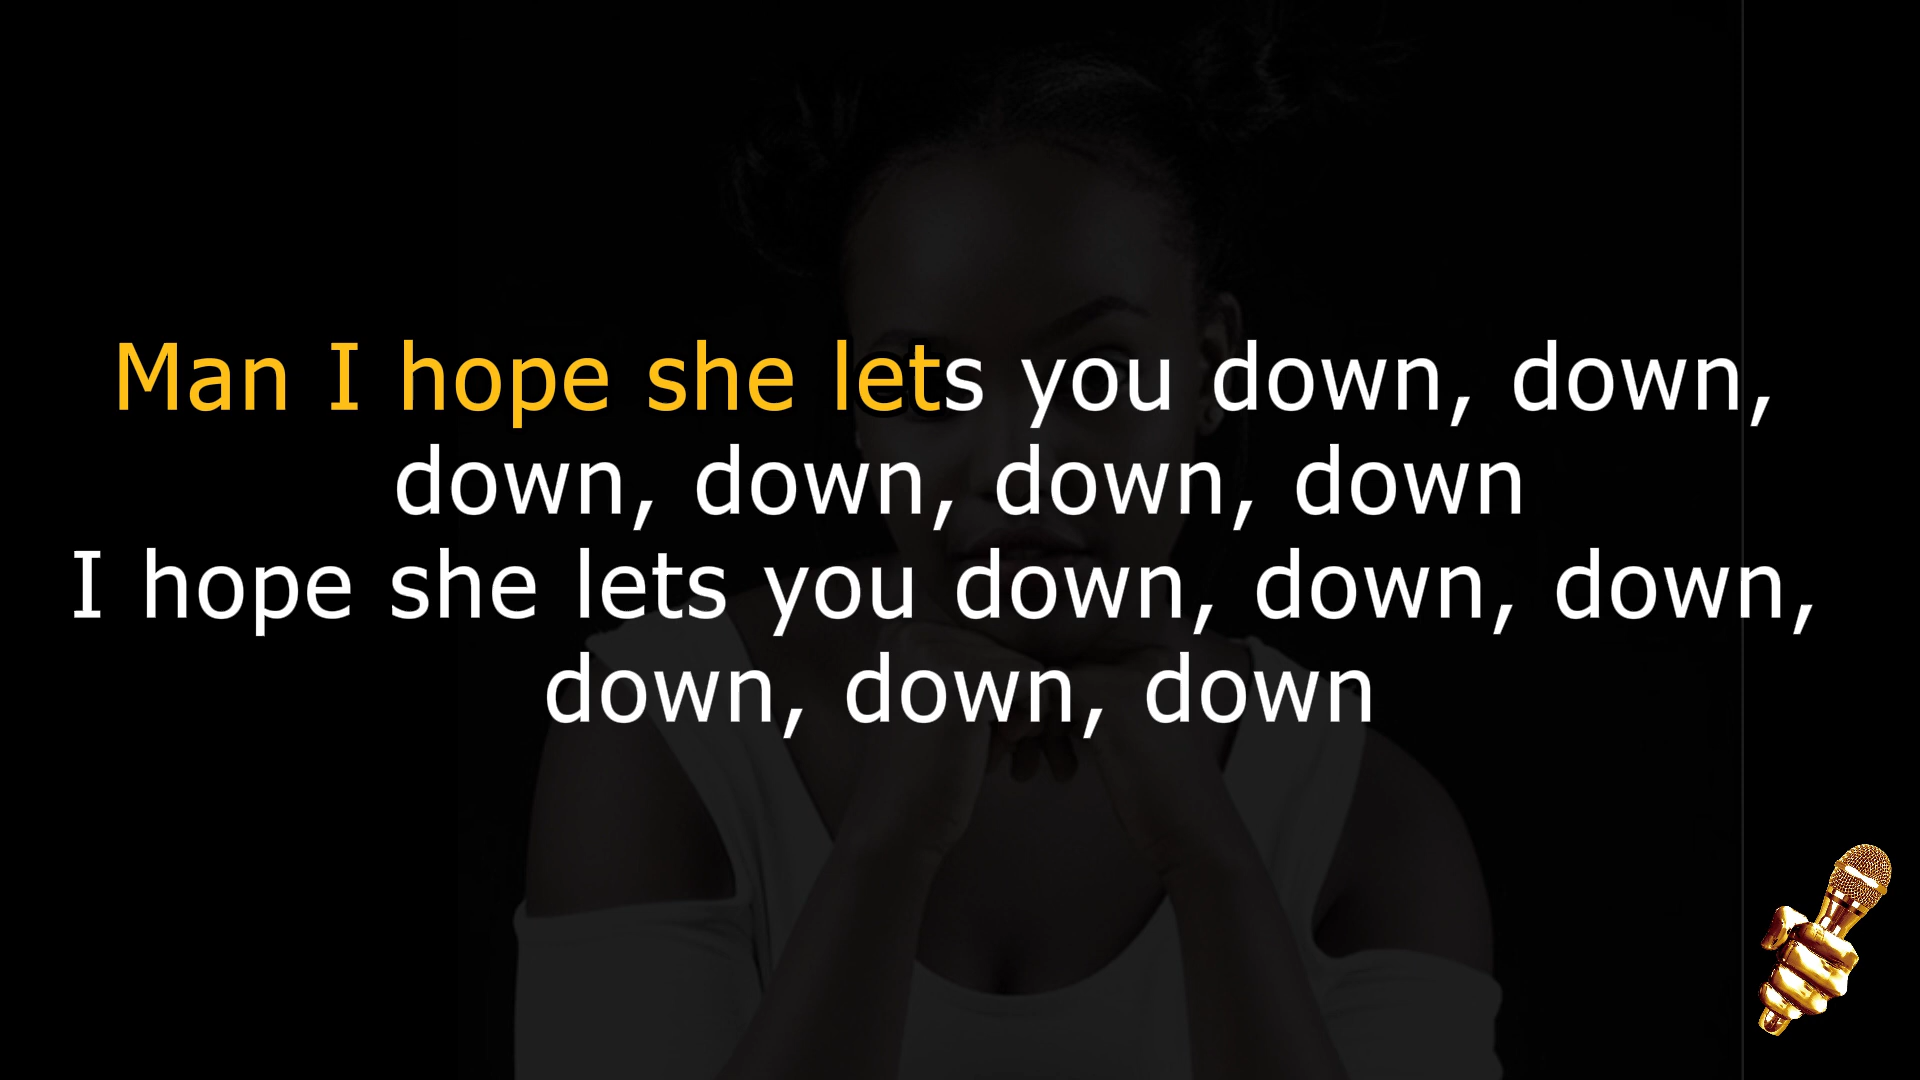 Man I hope she lets you down, down,
down, down, down, down
I hope she lets you down, down, down,
down, down, down